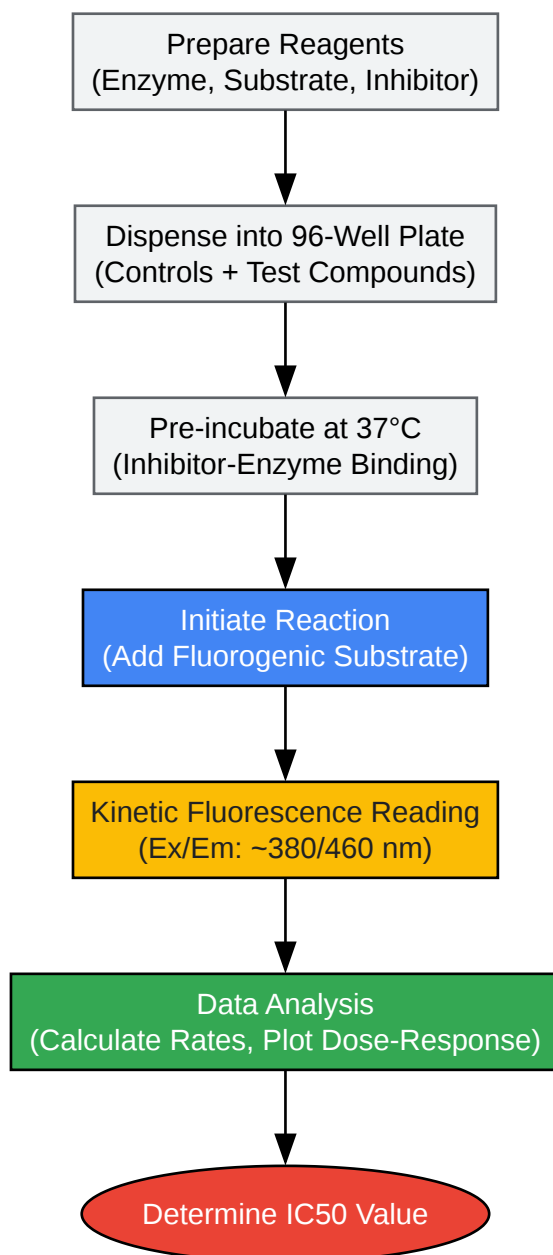 Prepare Reagents
(Enzyme, Substrate, Inhibitor)
Dispense into 96-Well Plate
(Controls + Test Compounds)
Pre-incubate at 37°C
(Inhibitor-Enzyme Binding)
Initiate Reaction
(Add Fluorogenic Substrate)
Kinetic Fluorescence Reading
(Ex/Em: ~380/460 nm)
Data Analysis
(Calculate Rates, Plot Dose-Response)
Determine IC50 Value